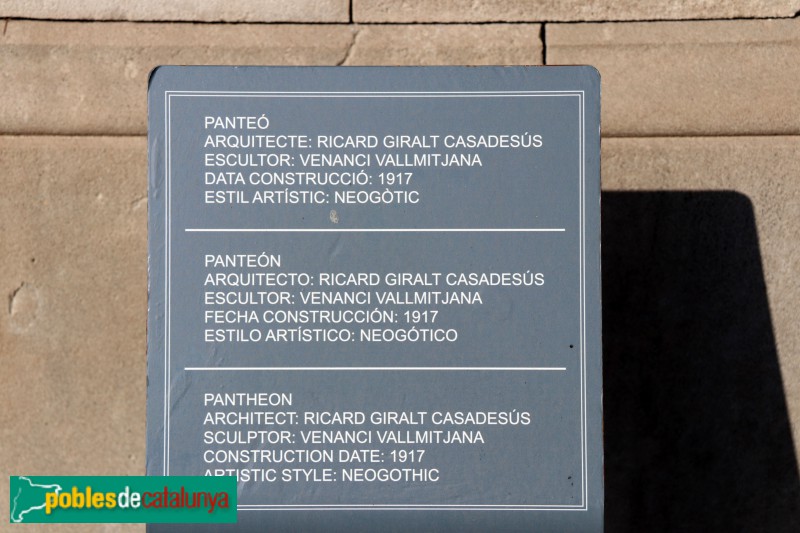 PANTEÓ
ARQUITECTE: RICARD GIRALT CASADESÚS
ESCULTOR: VENANCI VALLMITJANA
DATA CONSTRUCCIÓ: 1917
ESTIL ARTÍSTIC: NEOGÒTIC
PANTEÓN
ARQUITECTO: RICARD GIRALT CASADESÚS
ESCULTOR: VENANCI VALLMITJANA
FECHA CONSTRUCCIÓN: 1917
ESTILO ARTÍSTICO: NEOGÓTICO
PANTHEON
ARCHITECT: RICARD GIRALT CASADESÚS
SCULPTOR: VENANCI VALLMITJANA
CONSTRUCTION DATE: 1917
ARTISTIC STYLE: NEOGOTHIC
poblesdecatalunya